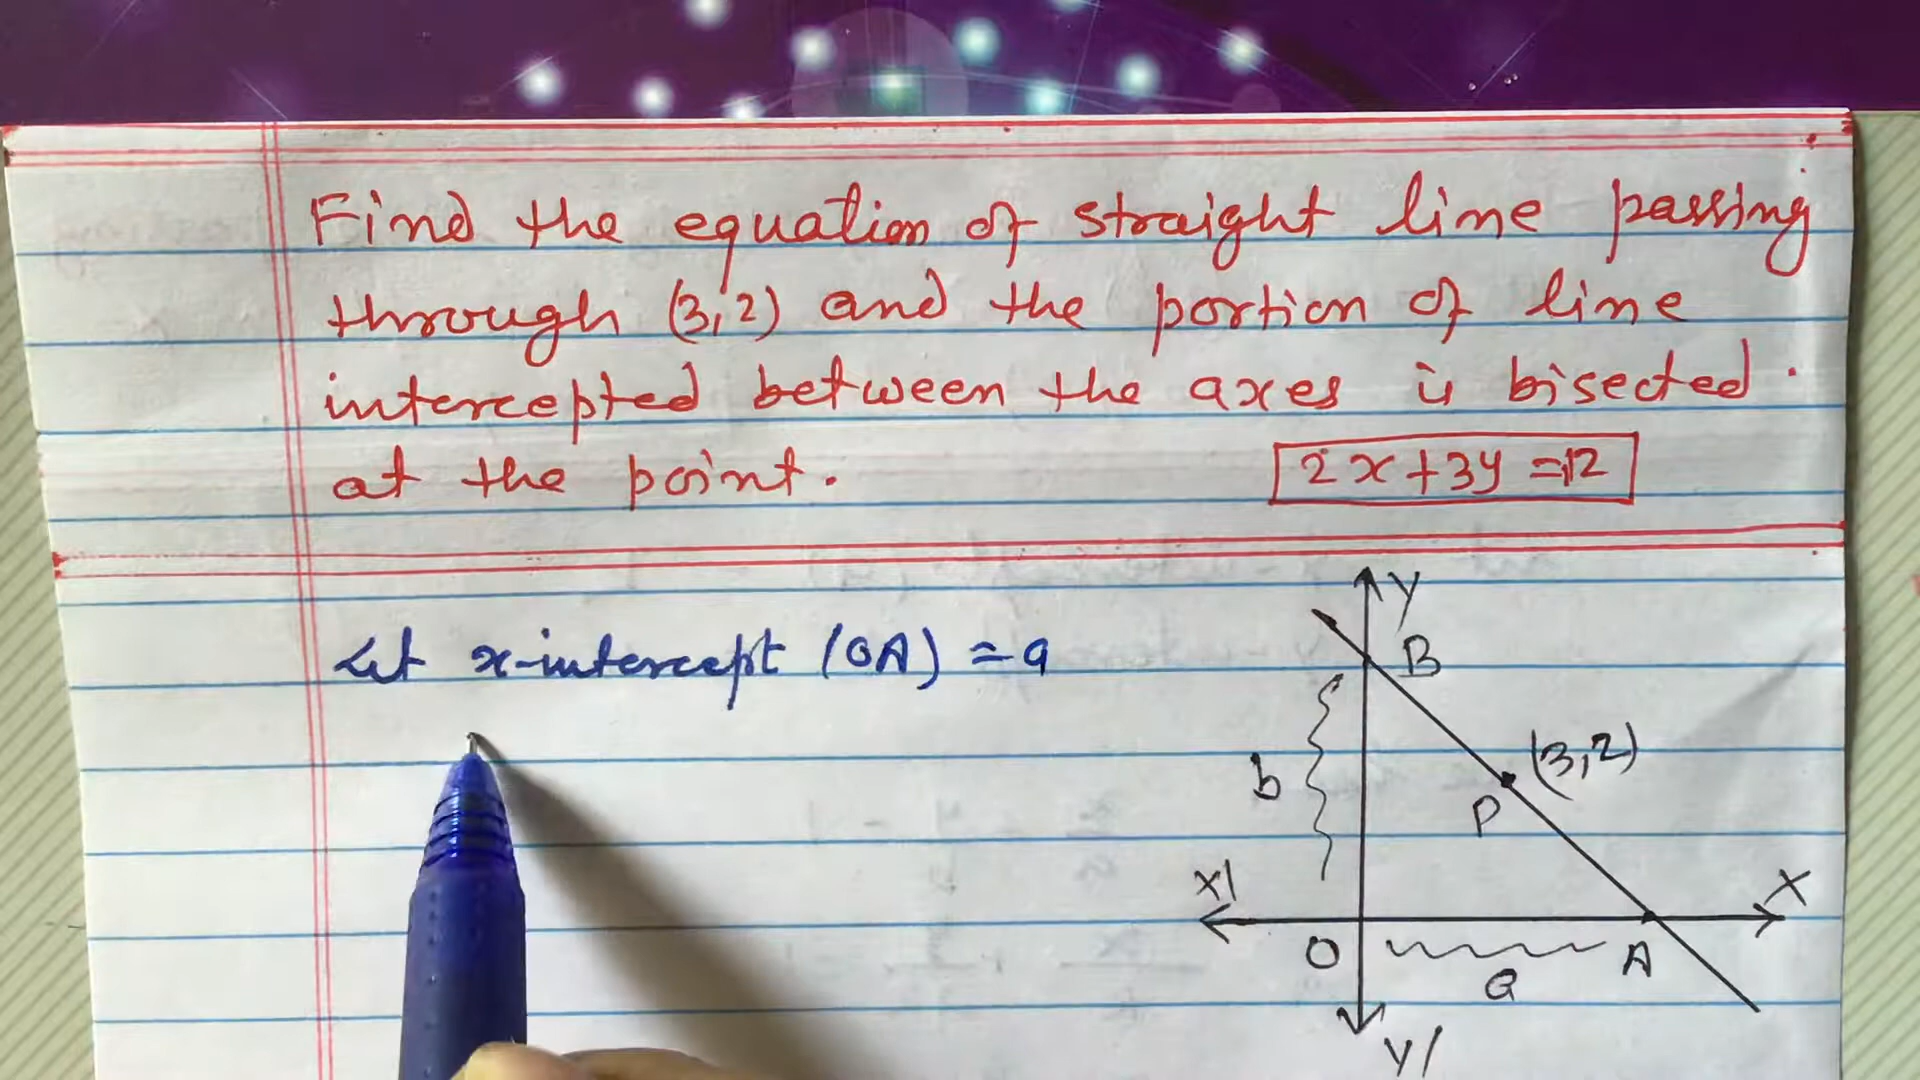 Find the equation of straight line passing
through (3,2) and the portion of line
intercepted between the axes is bisected
at the point.
2x+3y=12
Let x-intercept (OA) = a
Y
B
b
(3,2)
P
X'
X
O
A
a
Y'